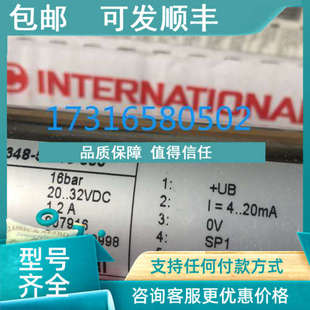 包邮 可发顺丰
INTERNATIONAL
17316580502
品质保障 值得信任
16bar
20..32VDC
1,2 A
1: +UB
2: I = 4..20mA
3: 0V
4: SP1
型号齐全
支持任何付款方式
咨询客服更优惠价格